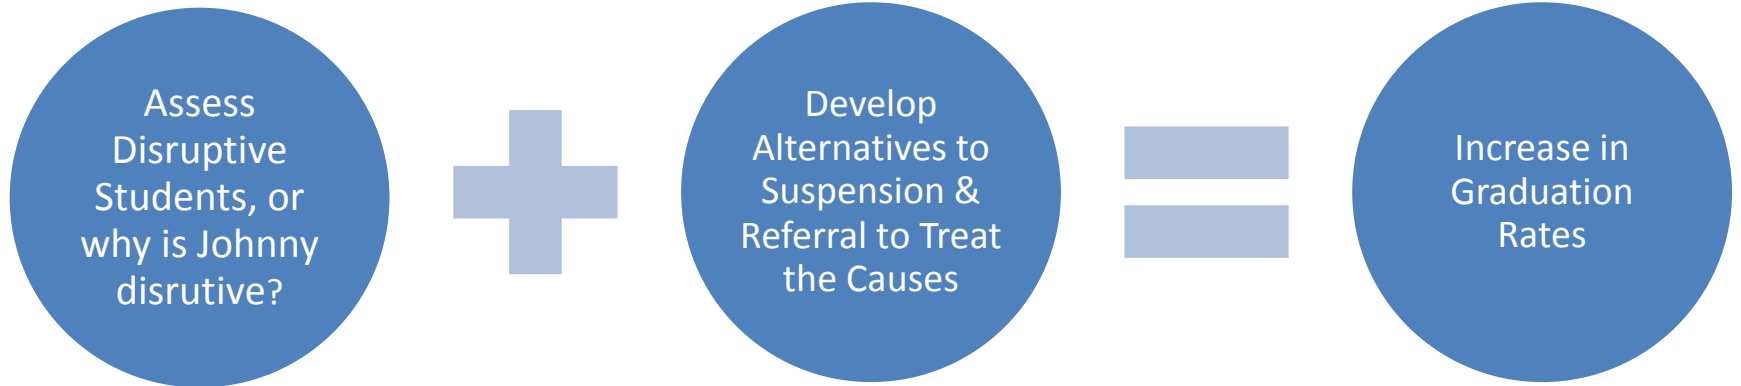 Assess
Disruptive
Students, or
why is Johnny
disrutive?
Develop
Alternatives to
Suspension &
Referral to Treat
the Causes
Increase in
Graduation
Rates